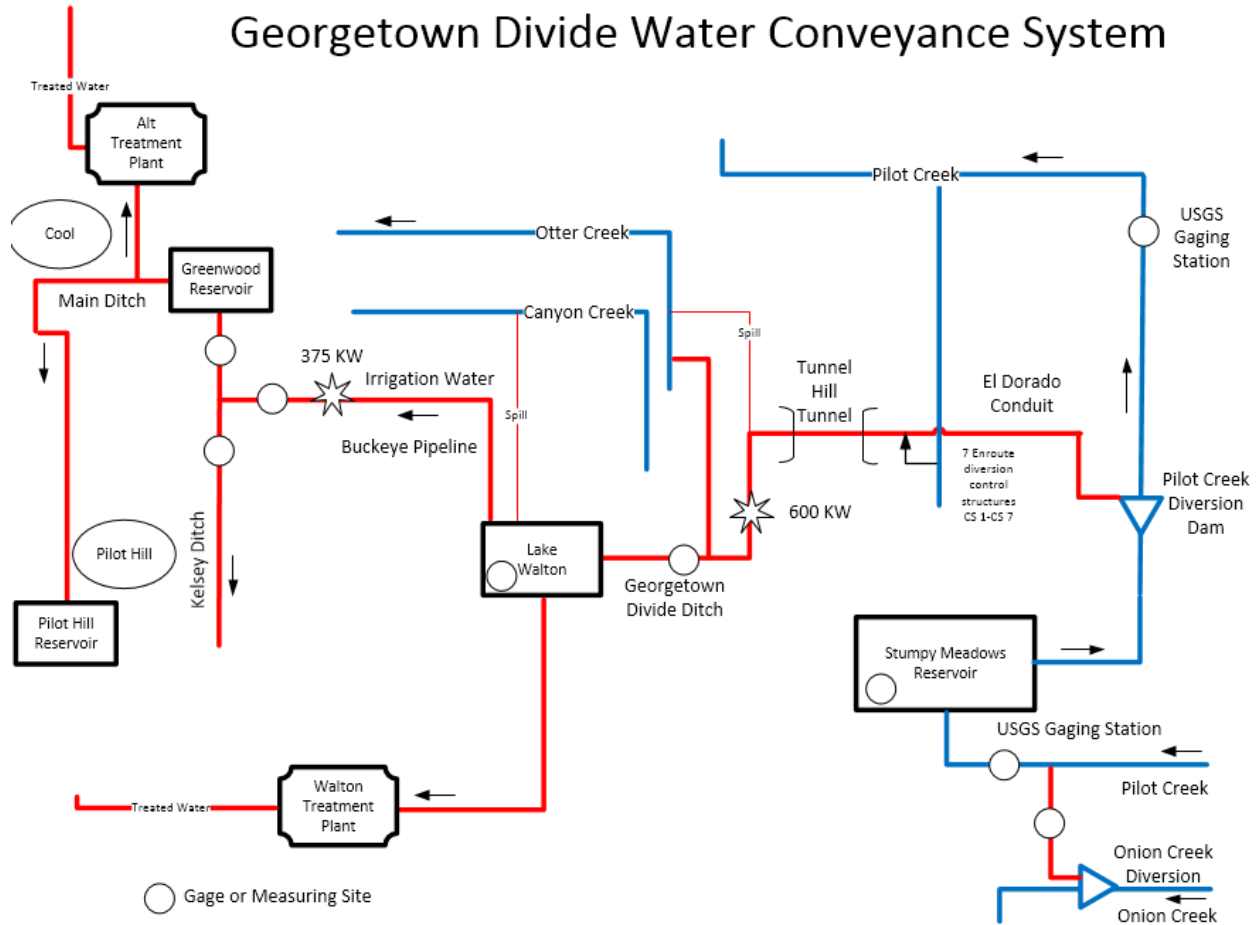 Georgetown Divide Water Conveyance System
Treated Water
Alt
Treatment
Plant
Cool
Greenwood
Reservoir
Main Ditch
Otter Creek
Canyon Creek
Spill
Spill
Pilot Creek
USGS
Gaging
Station
375 KW
Irrigation Water
Buckeye Pipeline
Tunnel
Hill
Tunnel
El Dorado
Conduit
7 Enroute
diversion
control
structures
CS 1-CS 7
Pilot Creek
Diversion
Dam
600 KW
Pilot Hill
Kelsey Ditch
Lake
Walton
Georgetown
Divide Ditch
Pilot Hill
Reservoir
Stumpy Meadows
Reservoir
USGS Gaging Station
Pilot Creek
Walton
Treatment
Plant
Treated Water
Onion Creek
Diversion
Onion Creek
Gage or Measuring Site